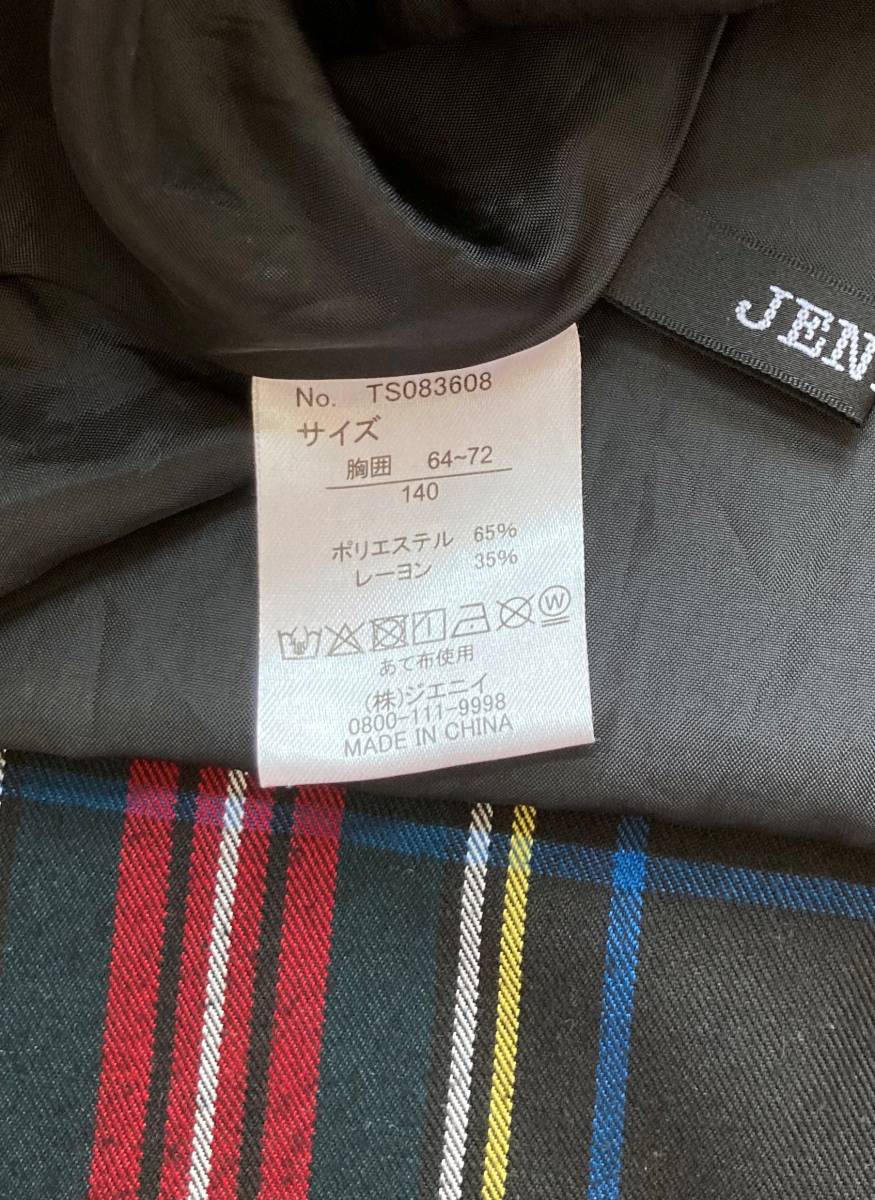 No. TS083608
サイズ
胸囲 64~72
140
ポリエステル 65%
レーヨン 35%
あて布使用
(株)ジエニイ
0800-111-9998
MADE IN CHINA
JEN
W